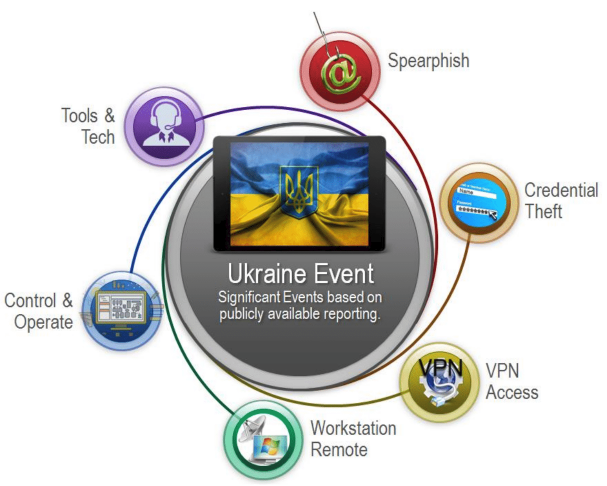 Spearphish
Tools &
Tech
Credential
Theft
Name
Ukraine Event
Significant Events based on
publicly available reporting.
Control &
Operate
VPN
VPN
Access
Workstation
Remote